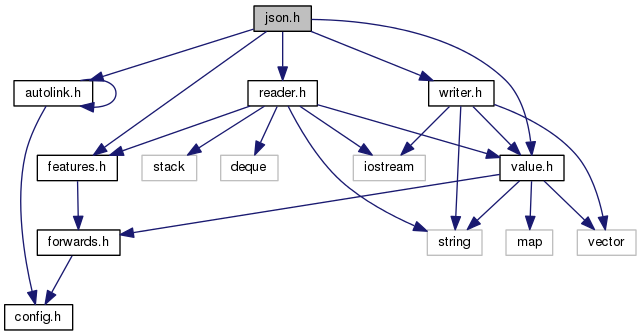 json.h
autolink.h
reader.h
writer.h
features.h
stack
deque
iostream
value.h
forwards.h
string
map
vector
config.h